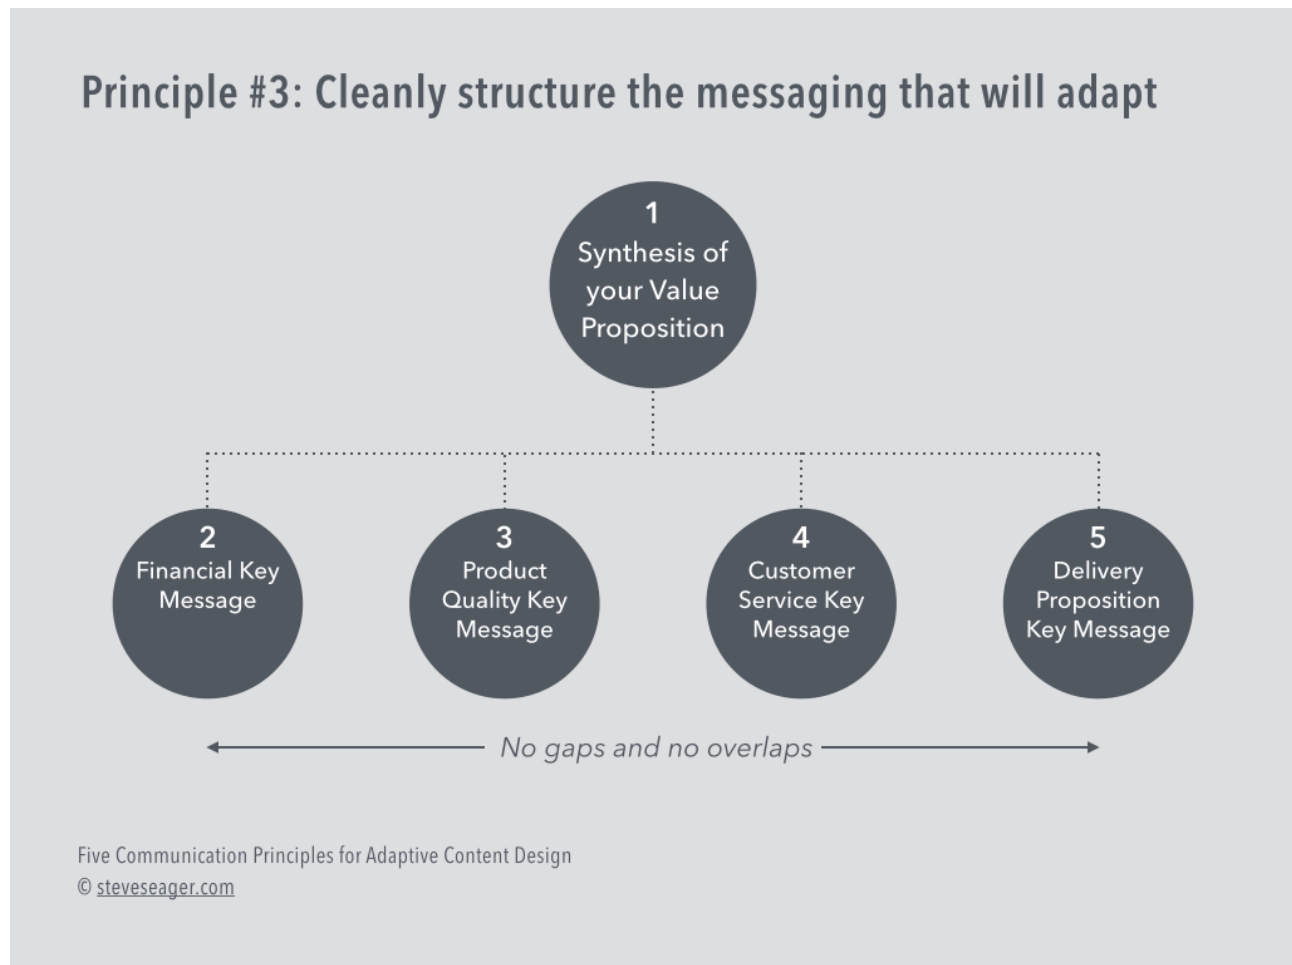 Principle #3: Cleanly structure the messaging that will adapt
1
Synthesis of
your Value
Proposition
2
Financial Key
Message
3
Product
Quality Key
Message
4
Customer
Service Key
Message
5
Delivery
Proposition
Key Message
No gaps and no overlaps
Five Communication Principles for Adaptive Content Design
© steveseager.com